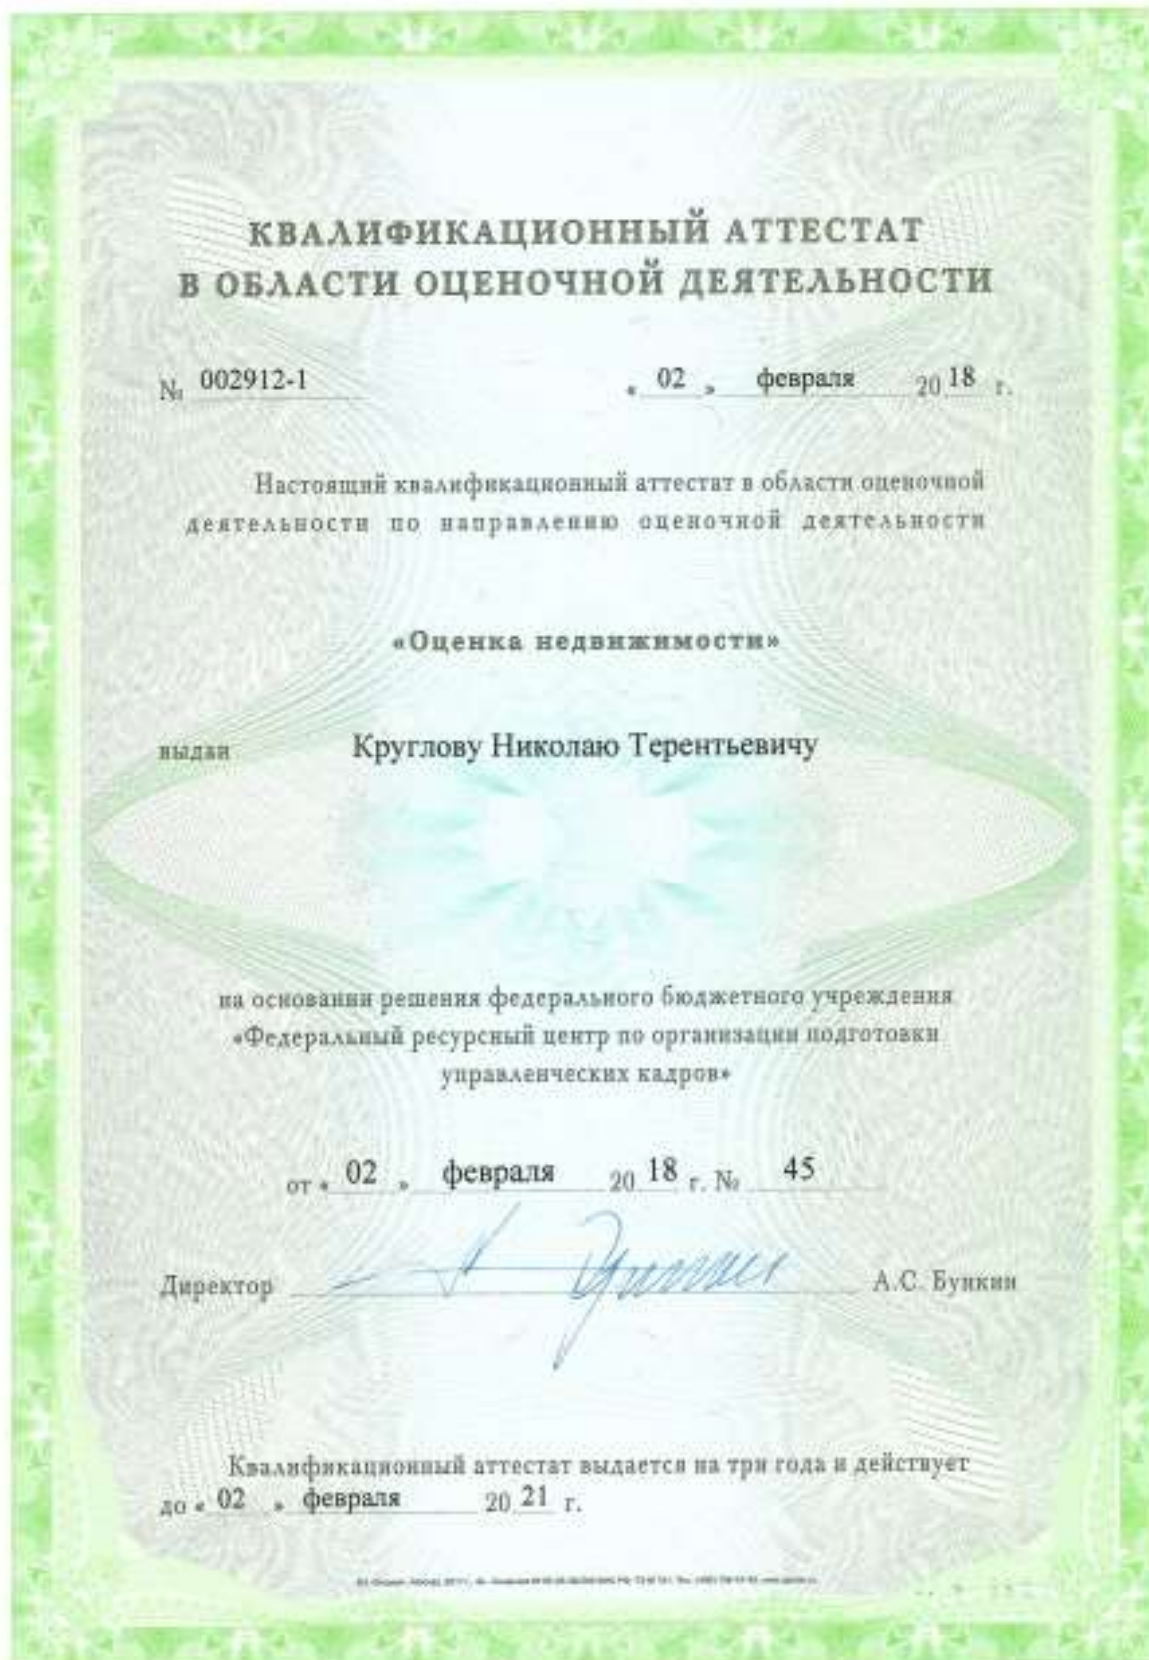 КВАЛИФИКАЦИОННЫЙ АТТЕСТАТ
В ОБЛАСТИ ОЦЕНОЧНОЙ ДЕЯТЕЛЬНОСТИ
№ 002912-1 « 02 » февраля 20 18 г.
Настоящий квалификационный аттестат в области оценочной
деятельности по направлению оценочной деятельности
«Оценка недвижимости»
выдан Круглову Николаю Терентьевичу
на основании решения федерального бюджетного учреждения
«Федеральный ресурсный центр по организации подготовки
управленческих кадров»
от « 02 » февраля 20 18 г. № 45
Директор А.С. Бункин
Квалификационный аттестат выдается на три года и действует
до « 02 » февраля 20 21 г.